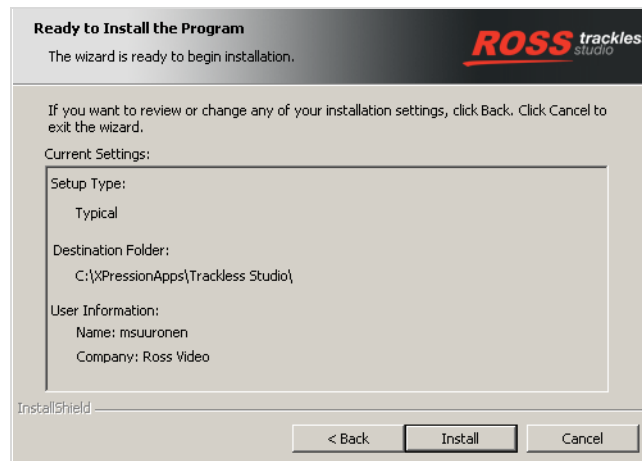 Ready to Install the Program
The wizard is ready to begin installation.
ROSS trackles
studio
If you want to review or change any of your installation settings, click Back. Click Cancel to
exit the wizard.
Current Settings:
Setup Type:
Typical
Destination Folder:
C:\XPressionApps\Trackless Studio\
User Information:
Name: msuuronen
Company: Ross Video
InstallShield
< Back
Install
Cancel